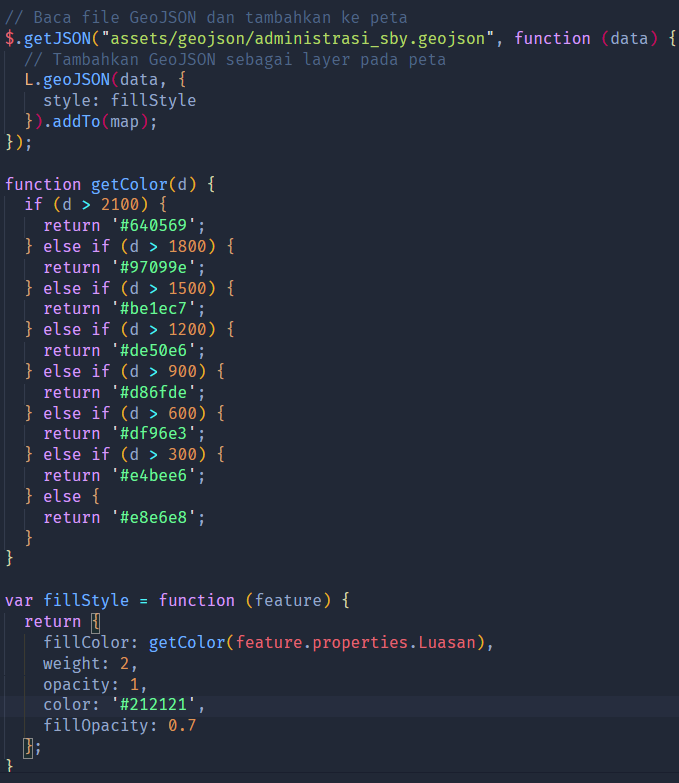 // Baca file GeoJSON dan tambahkan ke peta
$.getJSON("assets/geojson/administrasi_sby.geojson", function (data) {
  // Tambahkan GeoJSON sebagai layer pada peta
  L.geoJSON(data, {
    style: fillStyle
  }).addTo(map);
});

function getColor(d) {
  if (d > 2100) {
    return '#640569';
  } else if (d > 1800) {
    return '#97099e';
  } else if (d > 1500) {
    return '#be1ec7';
  } else if (d > 1200) {
    return '#de50e6';
  } else if (d > 900) {
    return '#d86fde';
  } else if (d > 600) {
    return '#df96e3';
  } else if (d > 300) {
    return '#e4bee6';
  } else {
    return '#e8e6e8';
  }
}

var fillStyle = function (feature) {
  return {
    fillColor: getColor(feature.properties.Luasan),
    weight: 2,
    opacity: 1,
    color: '#212121',
    fillOpacity: 0.7
  };
}